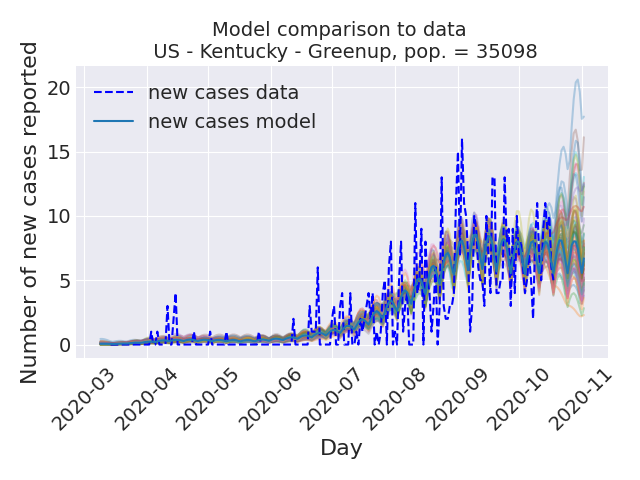 Model comparison to data
US - Kentucky - Greenup, pop. = 35098
Number of new cases reported
20
15
10
5
0
new cases data
new cases model
2020-03
2020-04
2020-05
2020-06
2020-07
2020-08
2020-09
2020-10
2020-11
Day